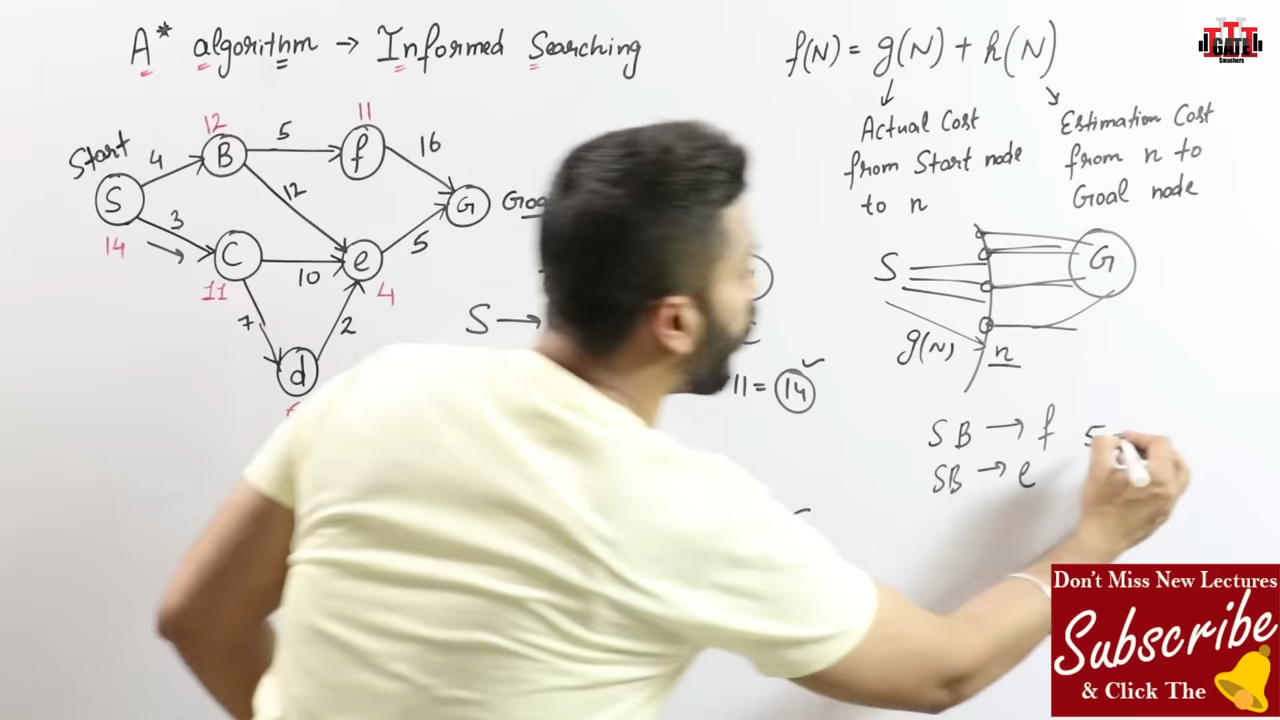 A* algorithm → Informed Searching
f(N) = g(N) + h(N)
Actual Cost
from Start node
to n
Estimation Cost
from n to
Goal node
Start
S
14
4
3
12
B
5
11
f
16
12
G
C
11
10
e
4
5
7
2
d
S →
11 = 14
S
G
g(N)
n
SB → f
5
SB → e
GATE
Smashers
Don't Miss New Lectures
Subscribe
& Click The